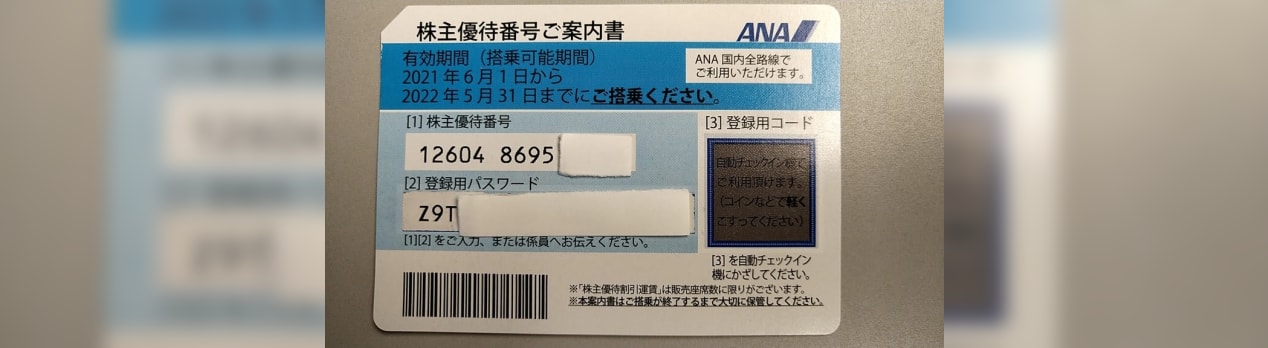 株主優待番号ご案内書
ANA
有効期間（搭乗可能期間）
2021年6月1日から
2022年5月31日までにご搭乗ください。
ANA国内全路線で
ご利用いただけます。
[1] 株主優待番号
12604 8695
[2] 登録用パスワード
Z9T
[1][2] をご入力、または係員へお伝えください。
[3] 登録用コード
自動チェックイン機で
ご利用頂けます。
（コインなどで軽く
こすってください）
[3] を自動チェックイン
機にかざしてください。
※「株主優待割引運賃」は販売座席数に限りがございます。
※本案内書はご搭乗が終了するまで大切に保管してください。